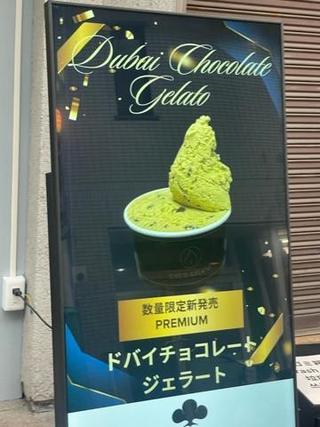 Dubai Chocolate
Gelato
数量限定新発売
PREMIUM
ドバイチョコレート
ジェラート